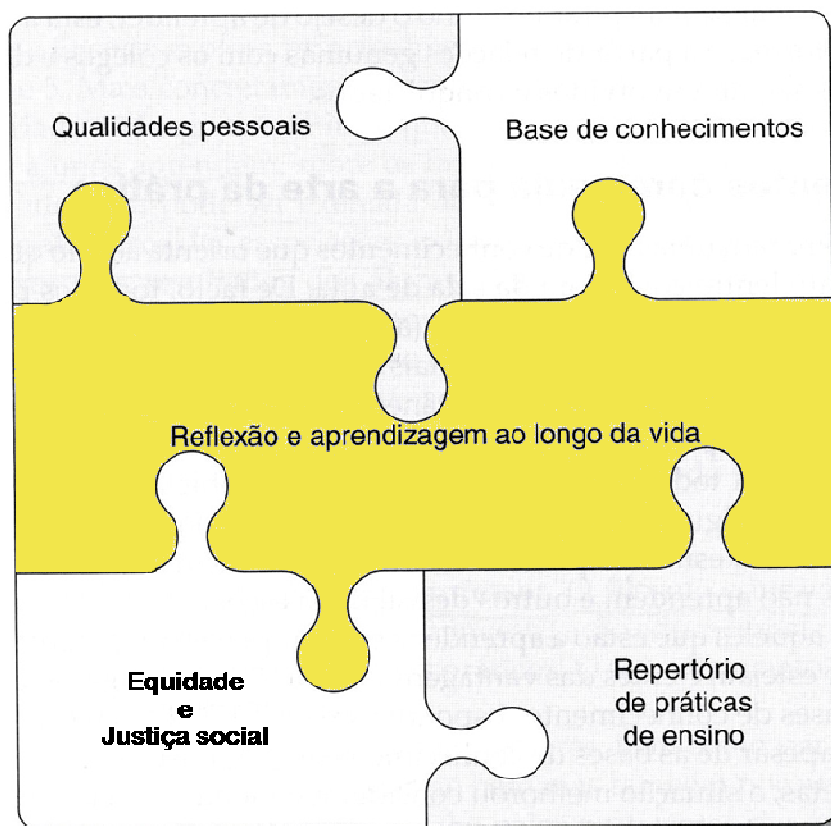 Qualidades pessoais
Base de conhecimentos
Reflexão e aprendizagem ao longo da vida
Equidade
e
Justiça social
Repertório
de práticas
de ensino